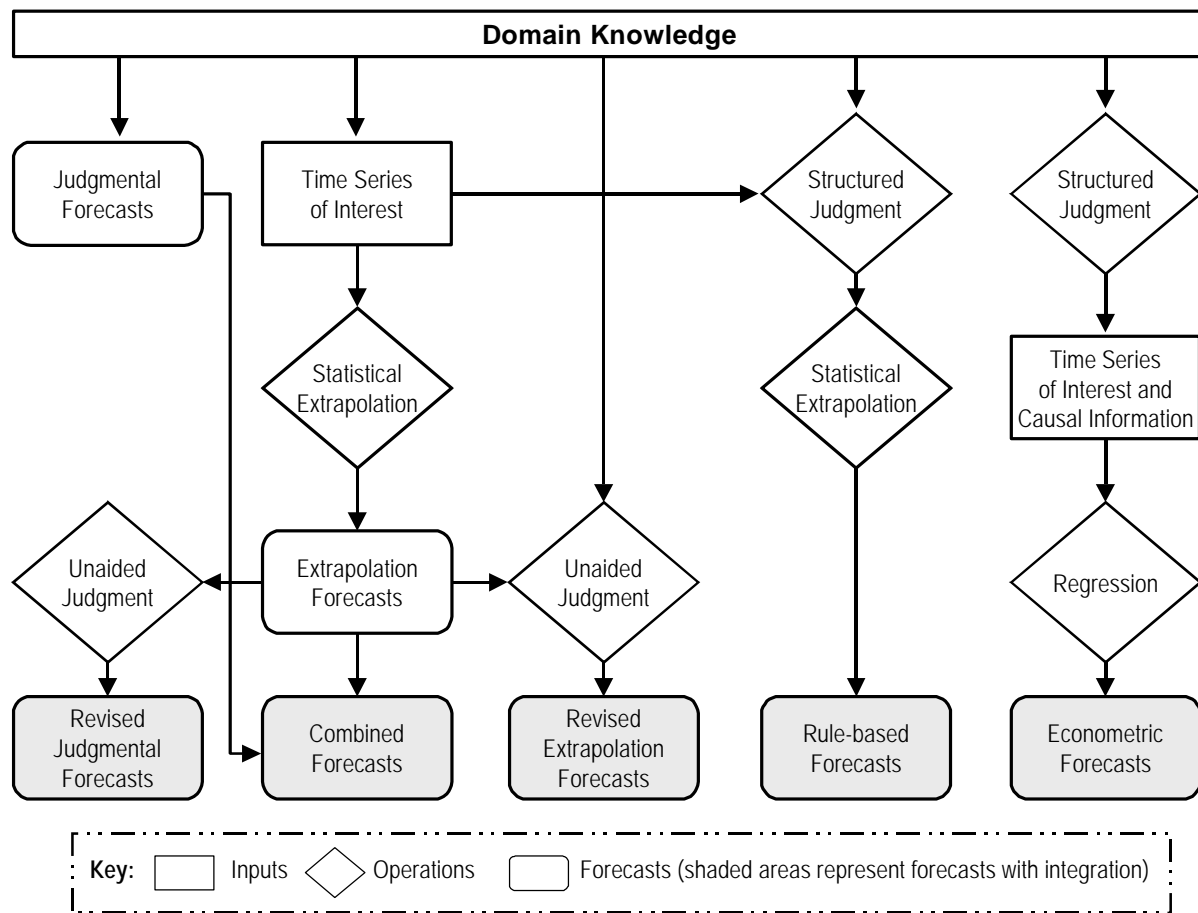 Domain Knowledge
Judgmental
Forecasts
Time Series
of Interest
Structured
Judgment
Structured
Judgment
Statistical
Extrapolation
Statistical
Extrapolation
Time Series
of Interest and
Causal Information
Unaided
Judgment
Extrapolation
Forecasts
Unaided
Judgment
Regression
Revised
Judgmental
Forecasts
Combined
Forecasts
Revised
Extrapolation
Forecasts
Rule-based
Forecasts
Econometric
Forecasts
Key: Inputs Operations Forecasts (shaded areas represent forecasts with integration)